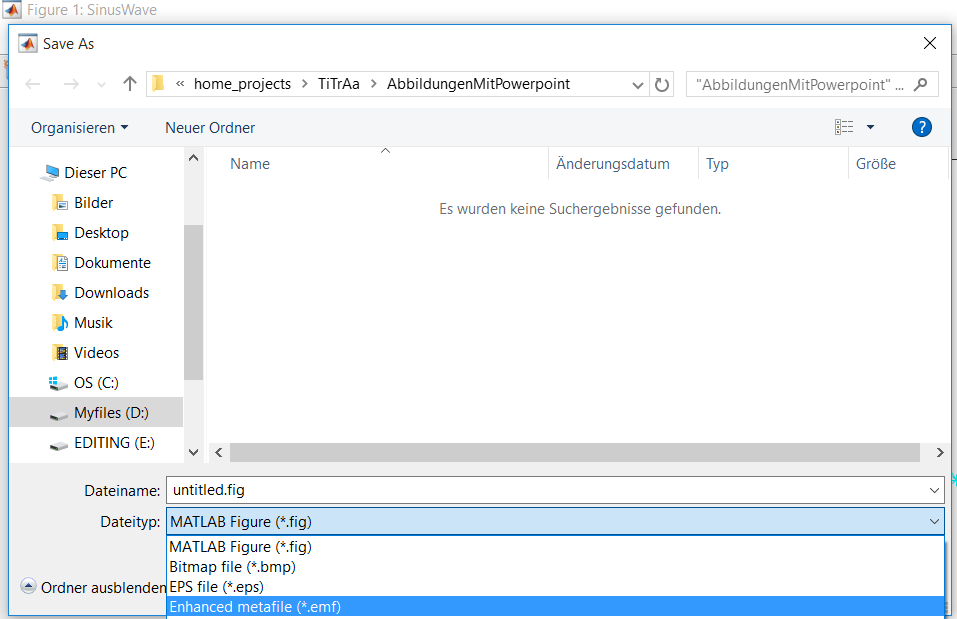 Figure 1: SinusWave
Save As
« home_projects > TiTrAa > AbbildungenMitPowerpoint
"AbbildungenMitPowerpoint" ...
Organisieren
Neuer Ordner
?
Name
Änderungsdatum
Typ
Größe
Es wurden keine Suchergebnisse gefunden.
Dieser PC
Bilder
Desktop
Dokumente
Downloads
Musik
Videos
OS (C:)
Myfiles (D:)
EDITING (E:)
Dateiname: untitled.fig
Dateityp: MATLAB Figure (*.fig)
MATLAB Figure (*.fig)
Bitmap file (*.bmp)
EPS file (*.eps)
Enhanced metafile (*.emf)
Ordner ausblenden